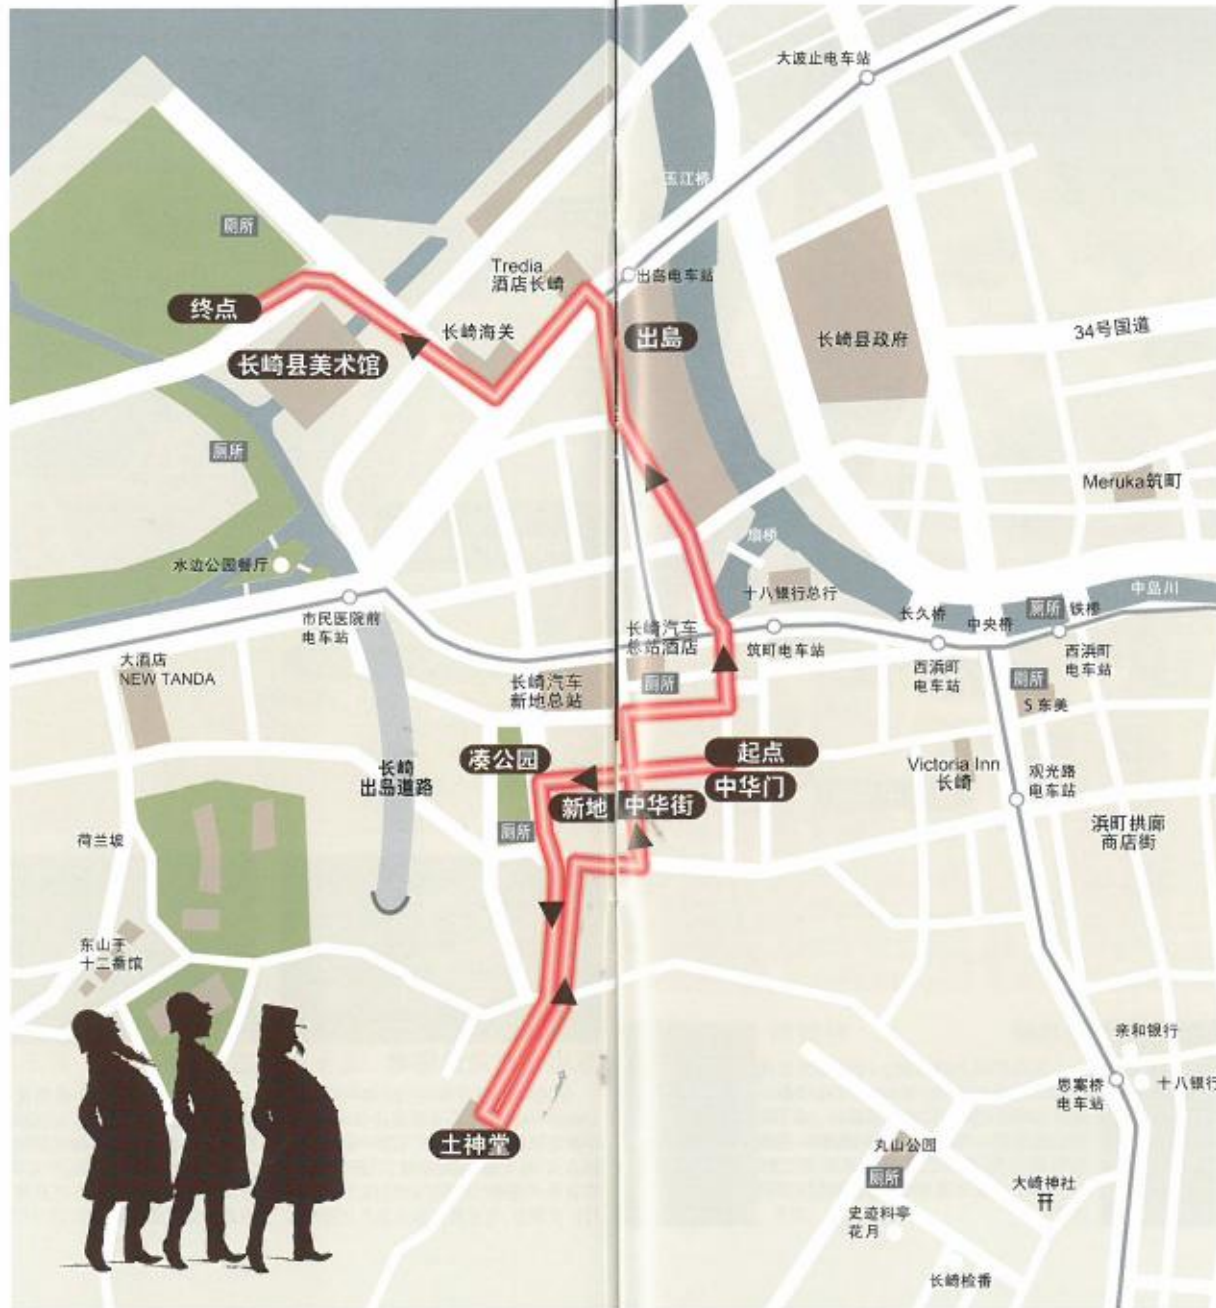 大波止电车站
玉江桥
厕所
Tredia
酒店长崎
出岛电车站
终点
长崎海关
出島
长崎县政府
34号国道
长崎县美术馆
厕所
Meruka筑町
扇桥
水边公园餐厅
十八银行总行
中岛川
市民医院前
电车站
长崎汽车
总站酒店
筑町电车站
长久桥
中央桥
厕所
铁桥
西浜町
电车站
西浜町
电车站
大酒店
NEW TANDA
长崎汽车
新地总站
厕所
厕所
S 东美
凑公园
起点
中华门
Victoria Inn
长崎
观光路
电车站
长崎
出岛道路
新地 中华街
厕所
浜町拱廊
商店街
荷兰坡
东山手
十二番馆
亲和银行
思案桥
电车站
十八银行
土神堂
丸山公园
厕所
大崎神社
史迹料亭
花月
长崎检番